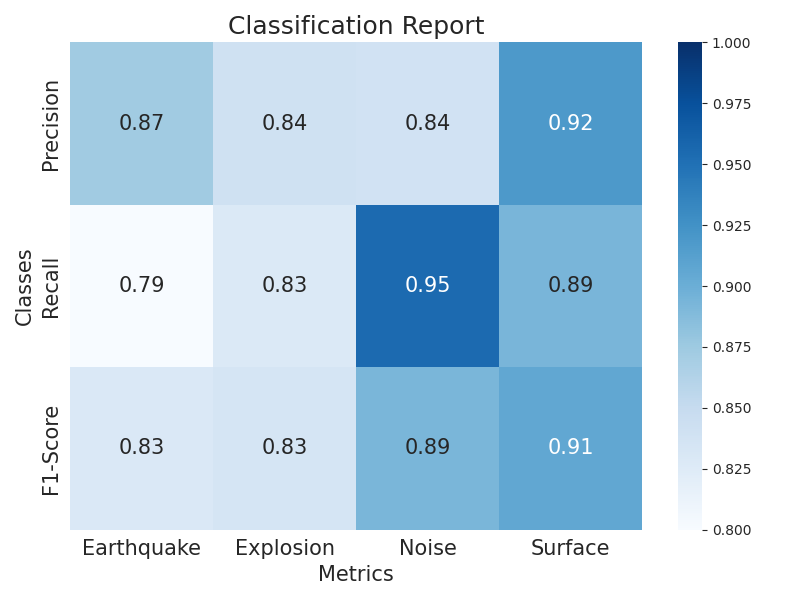 Classification Report
Precision
0.87 0.84 0.84 0.92
Classes
Recall
0.79 0.83 0.95 0.89
F1-Score
0.83 0.83 0.89 0.91
Earthquake Explosion Noise Surface
Metrics
1.000
0.975
0.950
0.925
0.900
0.875
0.850
0.825
0.800